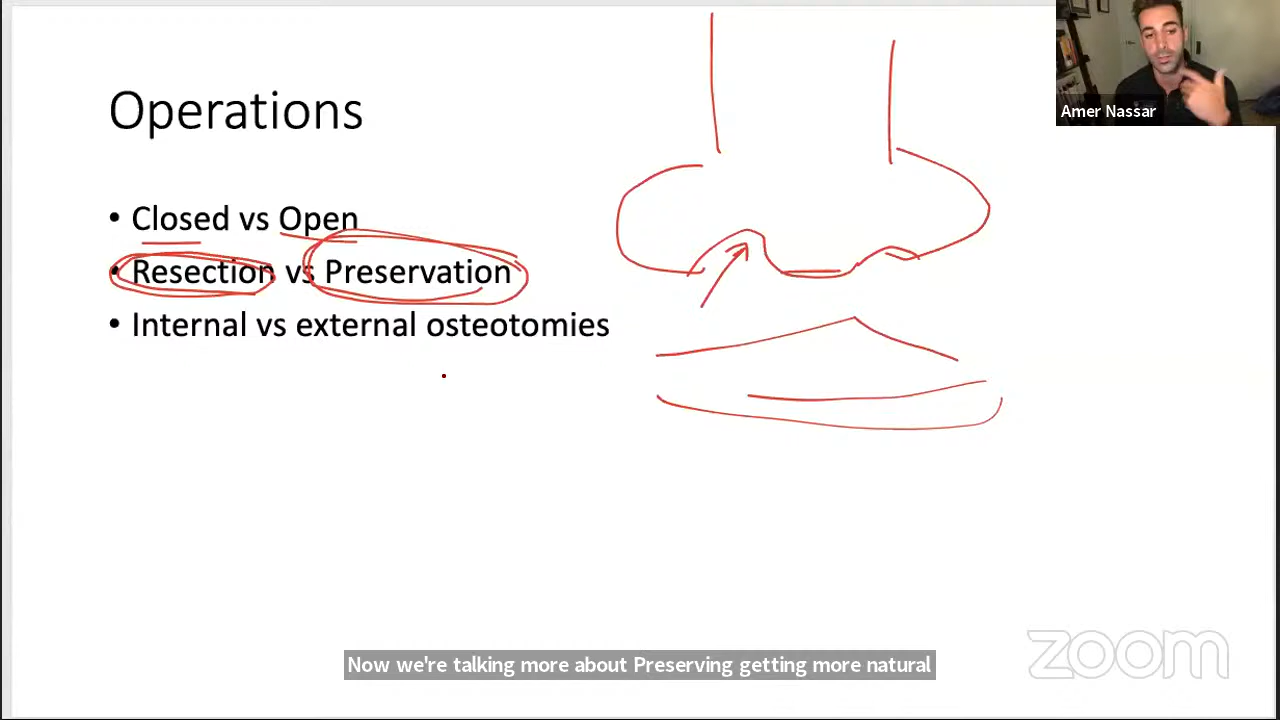 Amer Nassar
Operations
• Closed vs Open
• Resection vs Preservation
• Internal vs external osteotomies
Now we're talking more about Preserving getting more natural
zoom